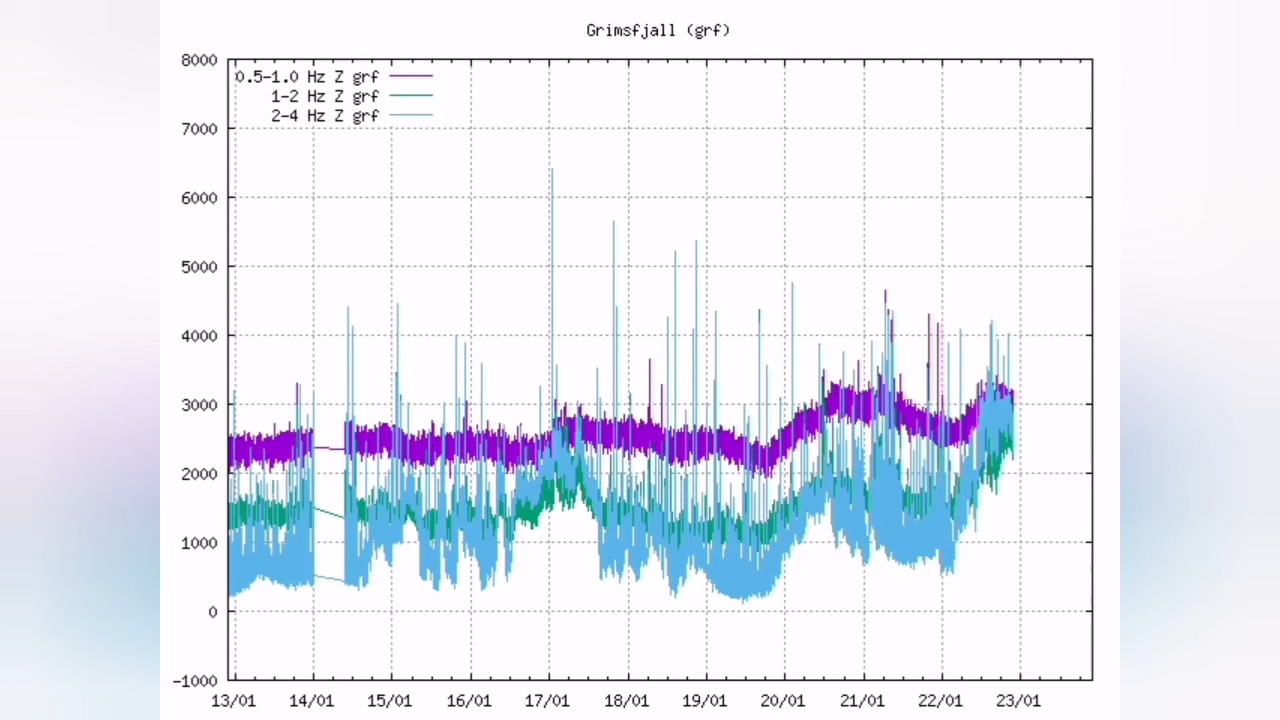 Grimsfjall (grf)
8000
0.5-1.0 Hz Z grf
1-2 Hz Z grf
2-4 Hz Z grf
7000
6000
5000
4000
3000
2000
1000
0
-1000
13/01 14/01 15/01 16/01 17/01 18/01 19/01 20/01 21/01 22/01 23/01